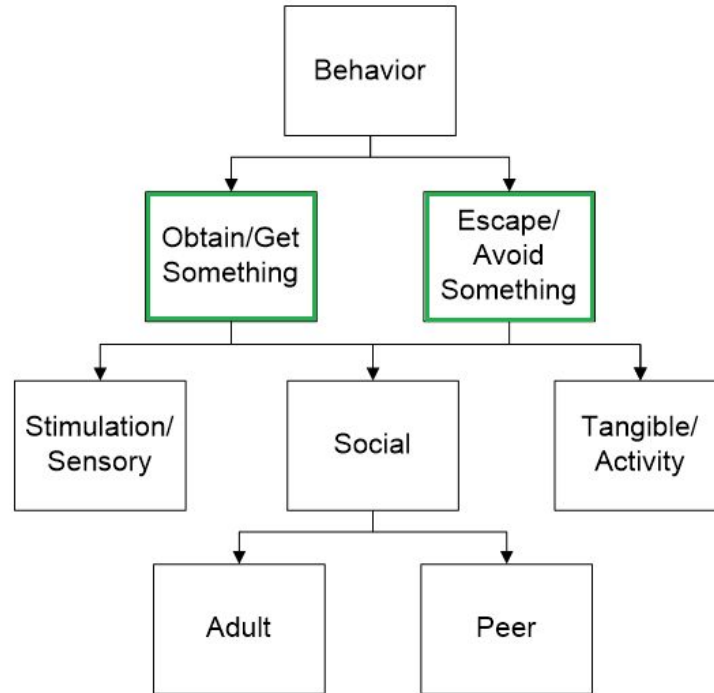 Behavior
Obtain/Get
Something
Escape/
Avoid
Something
Stimulation/
Sensory
Social
Tangible/
Activity
Adult
Peer